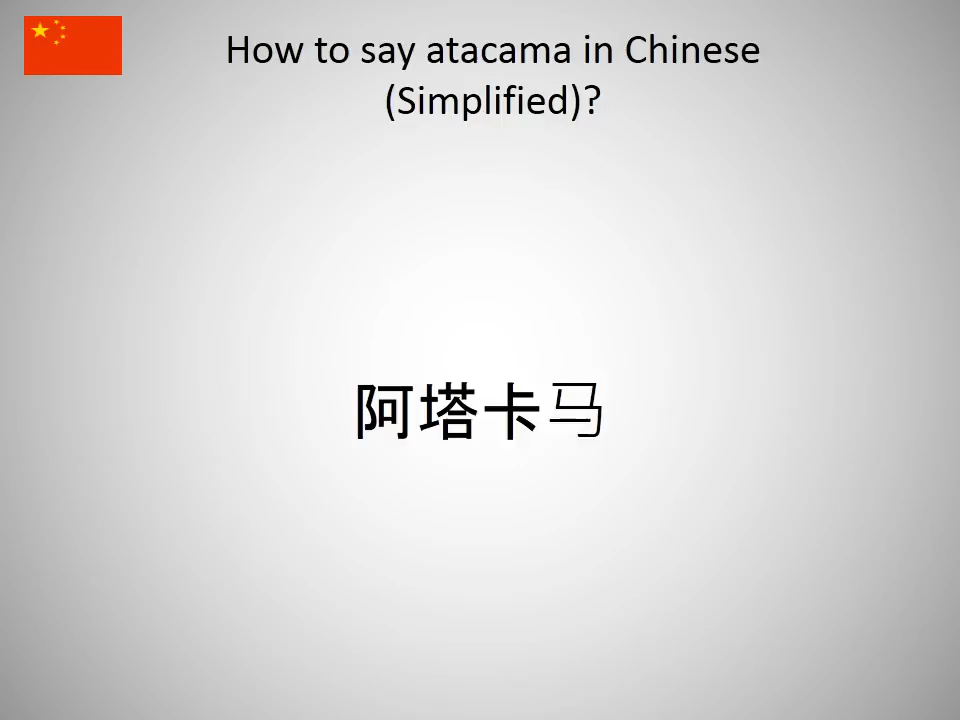 How to say atacama in Chinese
(Simplified)?
阿塔卡马